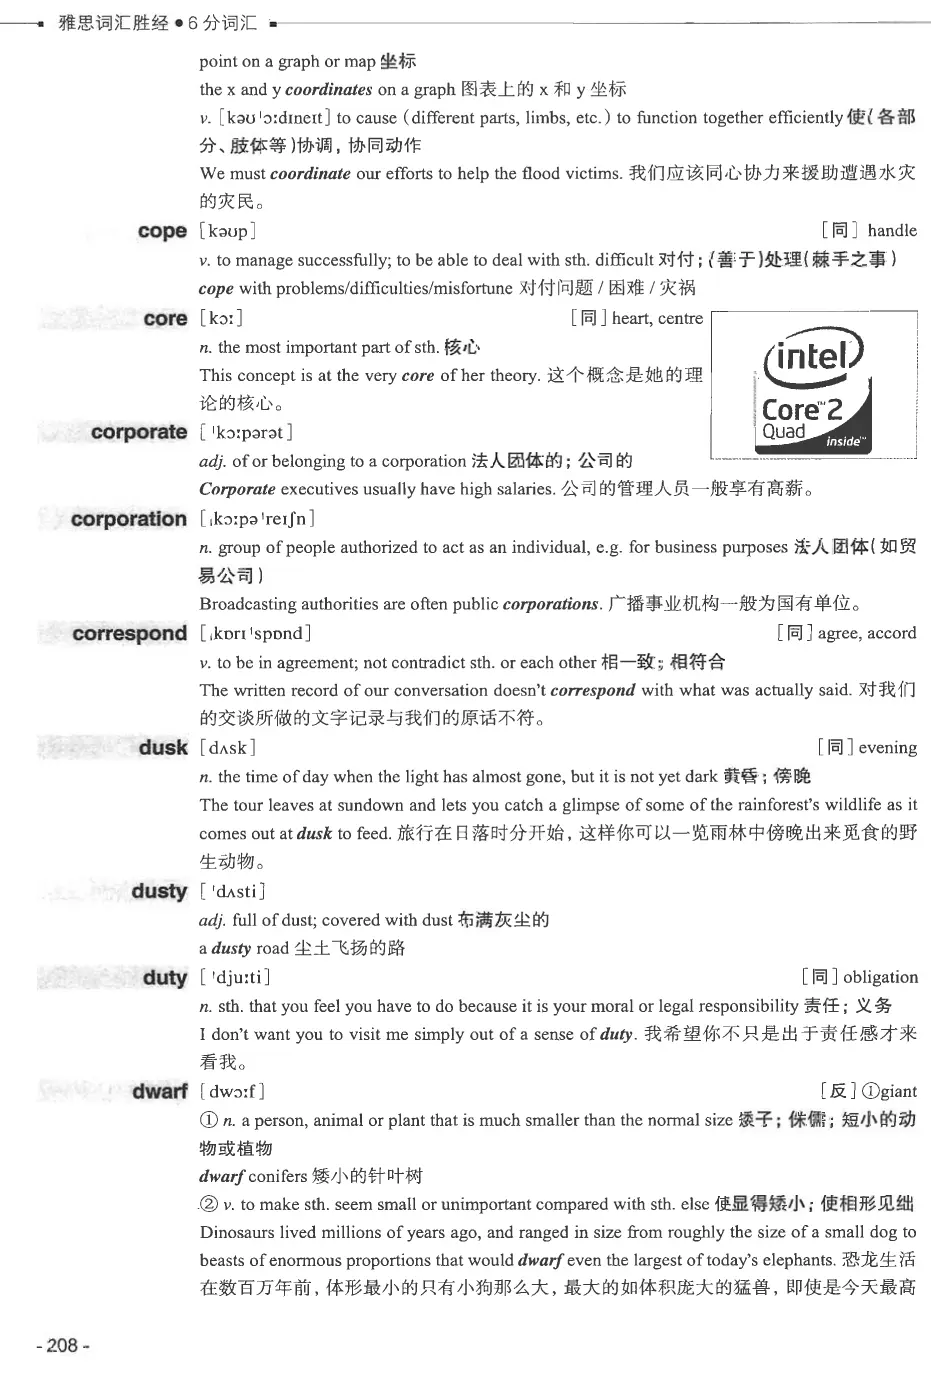 雅思词汇胜经●6分词汇
point on a graph or map 坐标
the x and y coordinates on a graph 图表上的 x 和 y 坐标
v. [kəʊˈɔːdɪneɪt] to cause (different parts, limbs, etc.) to function together efficiently 使(各部
分、肢体等)协调,协同动作
We must coordinate our efforts to help the flood victims. 我们应该同心协力来援助遭遇水灾
的灾民。
cope [kəʊp] [同] handle
v. to manage successfully; to be able to deal with sth. difficult 对付;(善于)处理(棘手之事)
cope with problems/difficulties/misfortune 对付问题/困难/灾祸
core [kɔː] [同] heart, centre
n. the most important part of sth. 核心
This concept is at the very core of her theory. 这个概念是她的理
论的核心。
intel
Core™2
Quad
inside™
corporate [ˈkɔːpərət]
adj. of or belonging to a corporation 法人团体的;公司的
Corporate executives usually have high salaries. 公司的管理人员一般享有高薪。
corporation [ˌkɔːpəˈreɪʃn]
n. group of people authorized to act as an individual, e.g. for business purposes 法人团体(如贸
易公司)
Broadcasting authorities are often public corporations. 广播事业机构一般为国有单位。
correspond [ˌkɒrɪˈspɒnd] [同] agree, accord
v. to be in agreement; not contradict sth. or each other 相一致;相符合
The written record of our conversation doesn't correspond with what was actually said. 对我们
的交谈所做的文字记录与我们的原话不符。
dusk [dʌsk] [同] evening
n. the time of day when the light has almost gone, but it is not yet dark 黄昏;傍晚
The tour leaves at sundown and lets you catch a glimpse of some of the rainforest's wildlife as it
comes out at dusk to feed. 旅行在日落时分开始,这样你可以一览雨林中傍晚出来觅食的野
生动物。
dusty [ˈdʌsti]
adj. full of dust; covered with dust 布满灰尘的
a dusty road 尘土飞扬的路
duty [ˈdjuːti] [同] obligation
n. sth. that you feel you have to do because it is your moral or legal responsibility 责任;义务
I don't want you to visit me simply out of a sense of duty. 我希望你不只是出于责任感才来
看我。
dwarf [dwɔːf] [反] ①giant
① n. a person, animal or plant that is much smaller than the normal size 矮子;侏儒;短小的动
物或植物
dwarf conifers 矮小的针叶树
② v. to make sth. seem small or unimportant compared with sth. else 使显得矮小;使相形见绌
Dinosaurs lived millions of years ago, and ranged in size from roughly the size of a small dog to
beasts of enormous proportions that would dwarf even the largest of today's elephants. 恐龙生活
在数百万年前,体形最小的只有小狗那么大,最大的如体积庞大的猛兽,即使是今天最高
- 208 -